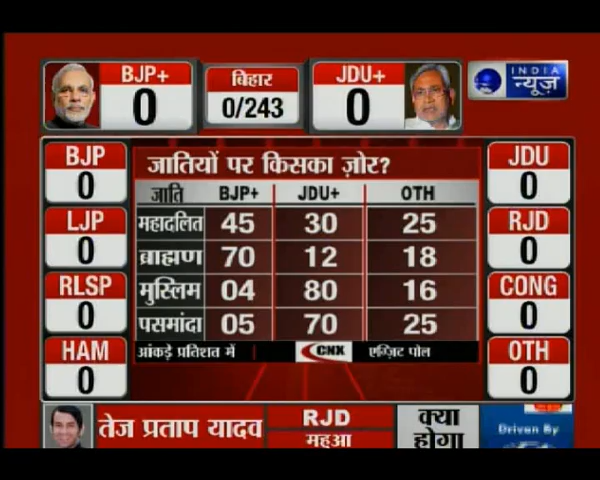 BJP+
0
बिहार
0/243
JDU+
0
INDIA
न्यूज़
BJP
0
LJP
0
RLSP
0
HAM
0
जातियों पर किसका ज़ोर?
जाति BJP+ JDU+ OTH
महादलित 45 30 25
ब्राह्मण 70 12 18
मुस्लिम 04 80 16
पसमांदा 05 70 25
आंकड़े प्रतिशत में CNX एग्ज़िट पोल
JDU
0
RJD
0
CONG
0
OTH
0
तेज प्रताप यादव
RJD
महुआ
क्या
होगा
Driven By